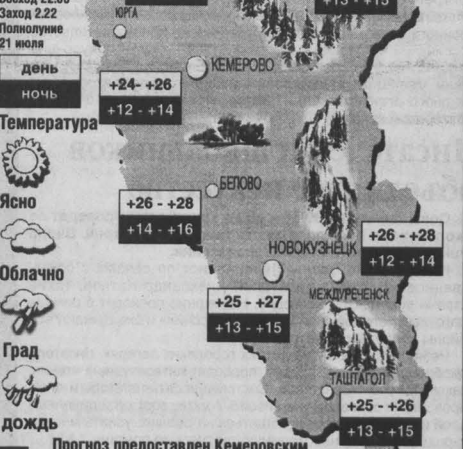 Заход 2.22
Полнолуние
21 июля
день
ночь
Температура
Ясно
Облачно
Град
дождь
ЮРГА
+13 - +15
КЕМЕРОВО
+24- +26
+12 - +14
БЕЛОВО
+26 - +28
+14 - +16
НОВОКУЗНЕЦК
+26 - +28
+12 - +14
МЕЖДУРЕЧЕНСК
+25 - +27
+13 - +15
ТАШТАГОЛ
+25 - +26
+13 - +15
Прогноз предоставлен Кемеровским